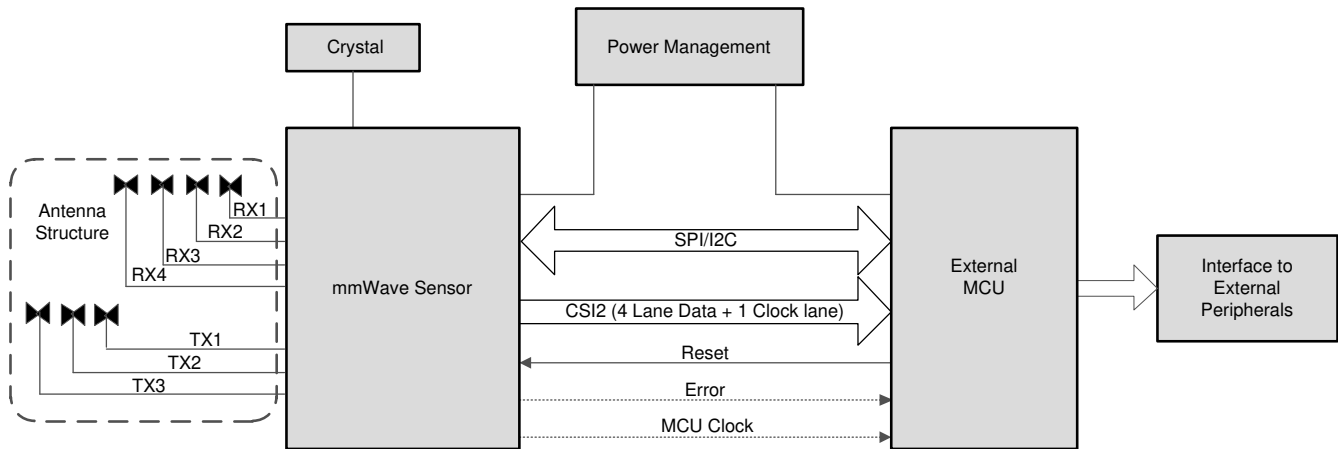 Crystal
Power Management
Antenna
Structure
RX1
RX2
RX3
RX4
TX1
TX2
TX3
mmWave Sensor
SPI/I2C
CSI2 (4 Lane Data + 1 Clock lane)
Reset
Error
MCU Clock
External
MCU
Interface to
External
Peripherals